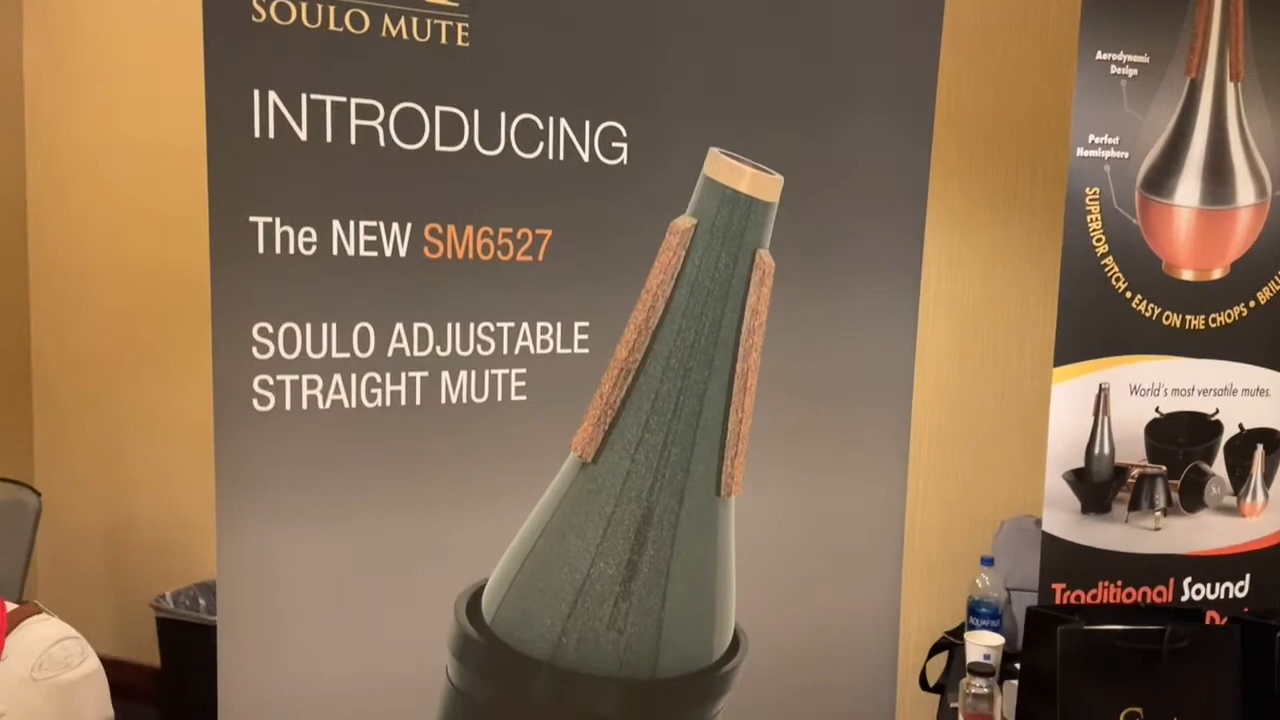 SOULO MUTE
INTRODUCING
The NEW SM6527
SOULO ADJUSTABLE
STRAIGHT MUTE
Aerodynamic
Design
Perfect
Hemisphere
SUPERIOR PITCH • EASY ON THE CHOPS •
World's most versatile mutes.
Traditional Sound
AQUAFINA